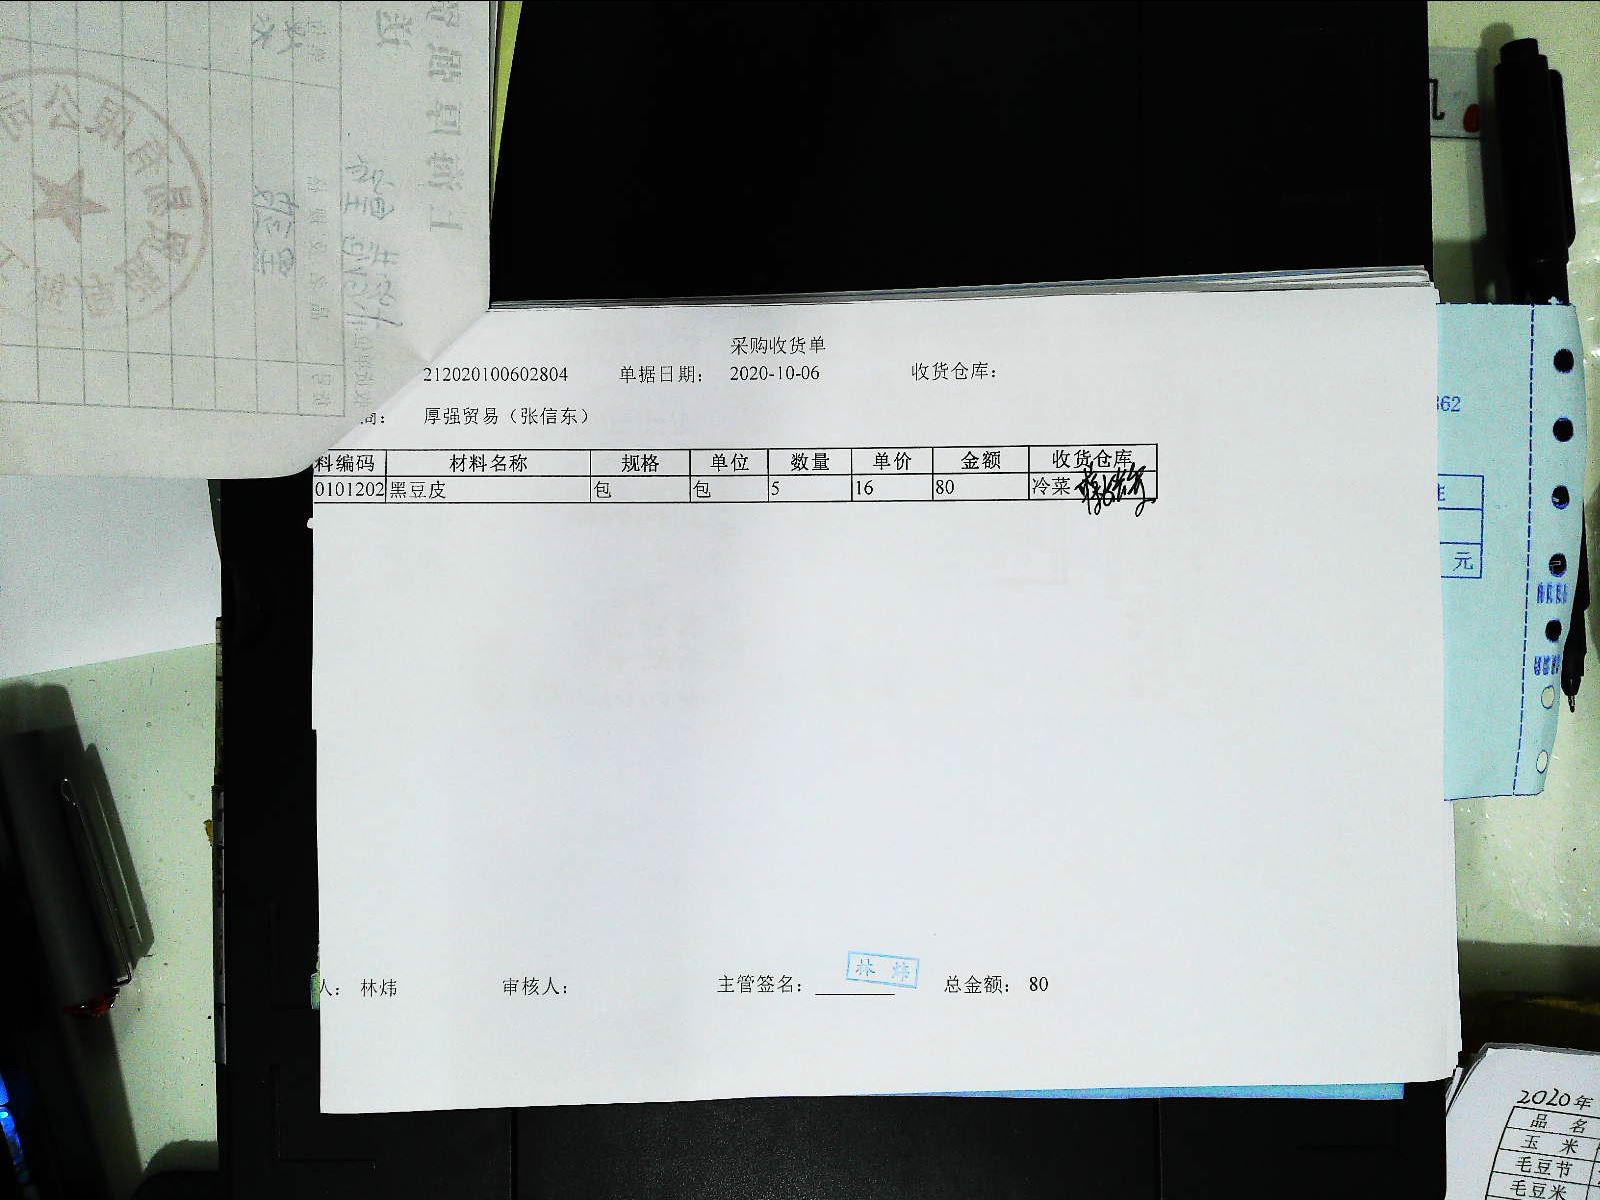 采购收货单
212020100602804 单据日期： 2020-10-06 收货仓库：
商： 厚强贸易（张信东）
料编码 材料名称 规格 单位 数量 单价 金额 收货仓库
0101202 黑豆皮 包 包 5 16 80 冷菜
人： 林炜 审核人： 主管签名： 林炜 总金额： 80
362
元
2020年
品名
玉米
毛豆节
毛豆米